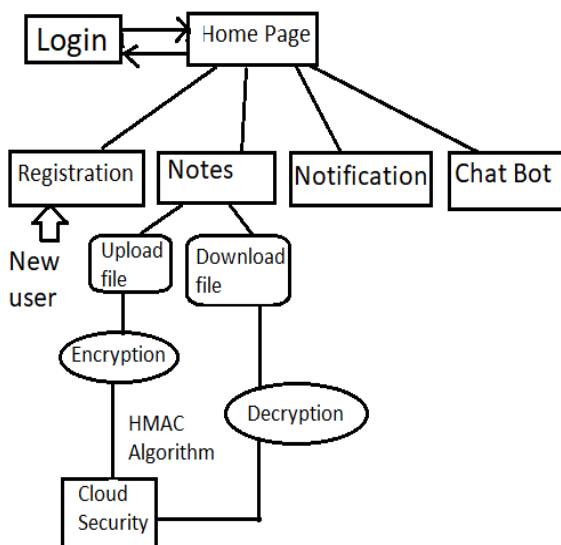 Login
Home Page
Registration
Notes
Notification
Chat Bot
New
user
Upload
file
Download
file
Encryption
Decryption
HMAC
Algorithm
Cloud
Security